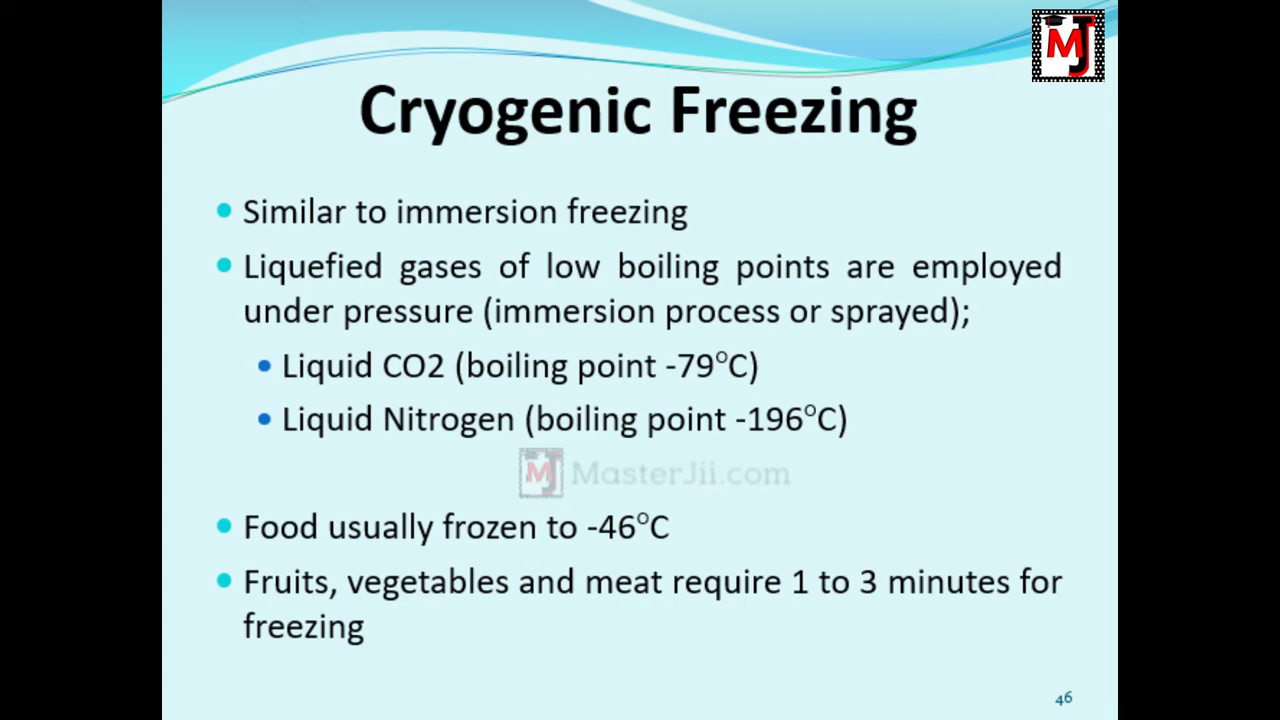 MJ
Cryogenic Freezing
• Similar to immersion freezing
• Liquefied gases of low boiling points are employed
under pressure (immersion process or sprayed);
• Liquid CO2 (boiling point -79°C)
• Liquid Nitrogen (boiling point -196°C)
MJ MasterJii.com
• Food usually frozen to -46°C
• Fruits, vegetables and meat require 1 to 3 minutes for
freezing
46